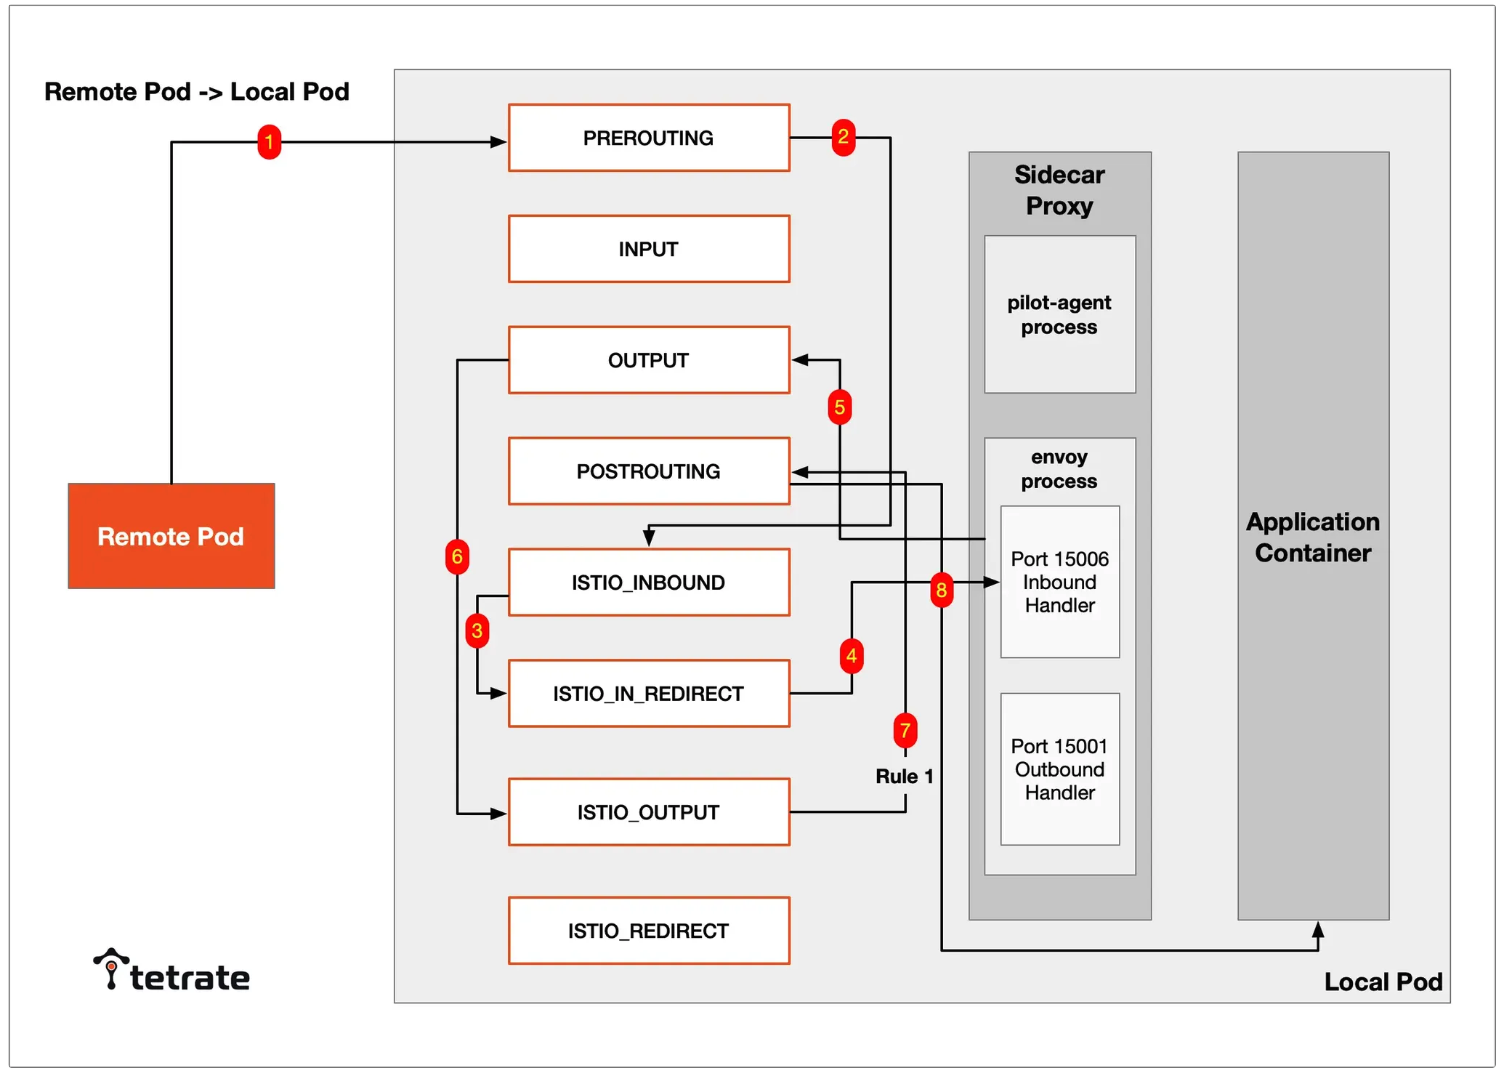 Remote Pod -> Local Pod
1
PREROUTING
2
INPUT
OUTPUT
5
POSTROUTING
Remote Pod
6
ISTIO_INBOUND
3
8
4
ISTIO_IN_REDIRECT
7
Rule 1
ISTIO_OUTPUT
ISTIO_REDIRECT
Sidecar
Proxy
pilot-agent
process
envoy
process
Port 15006
Inbound
Handler
Port 15001
Outbound
Handler
Application
Container
Local Pod
tetrate